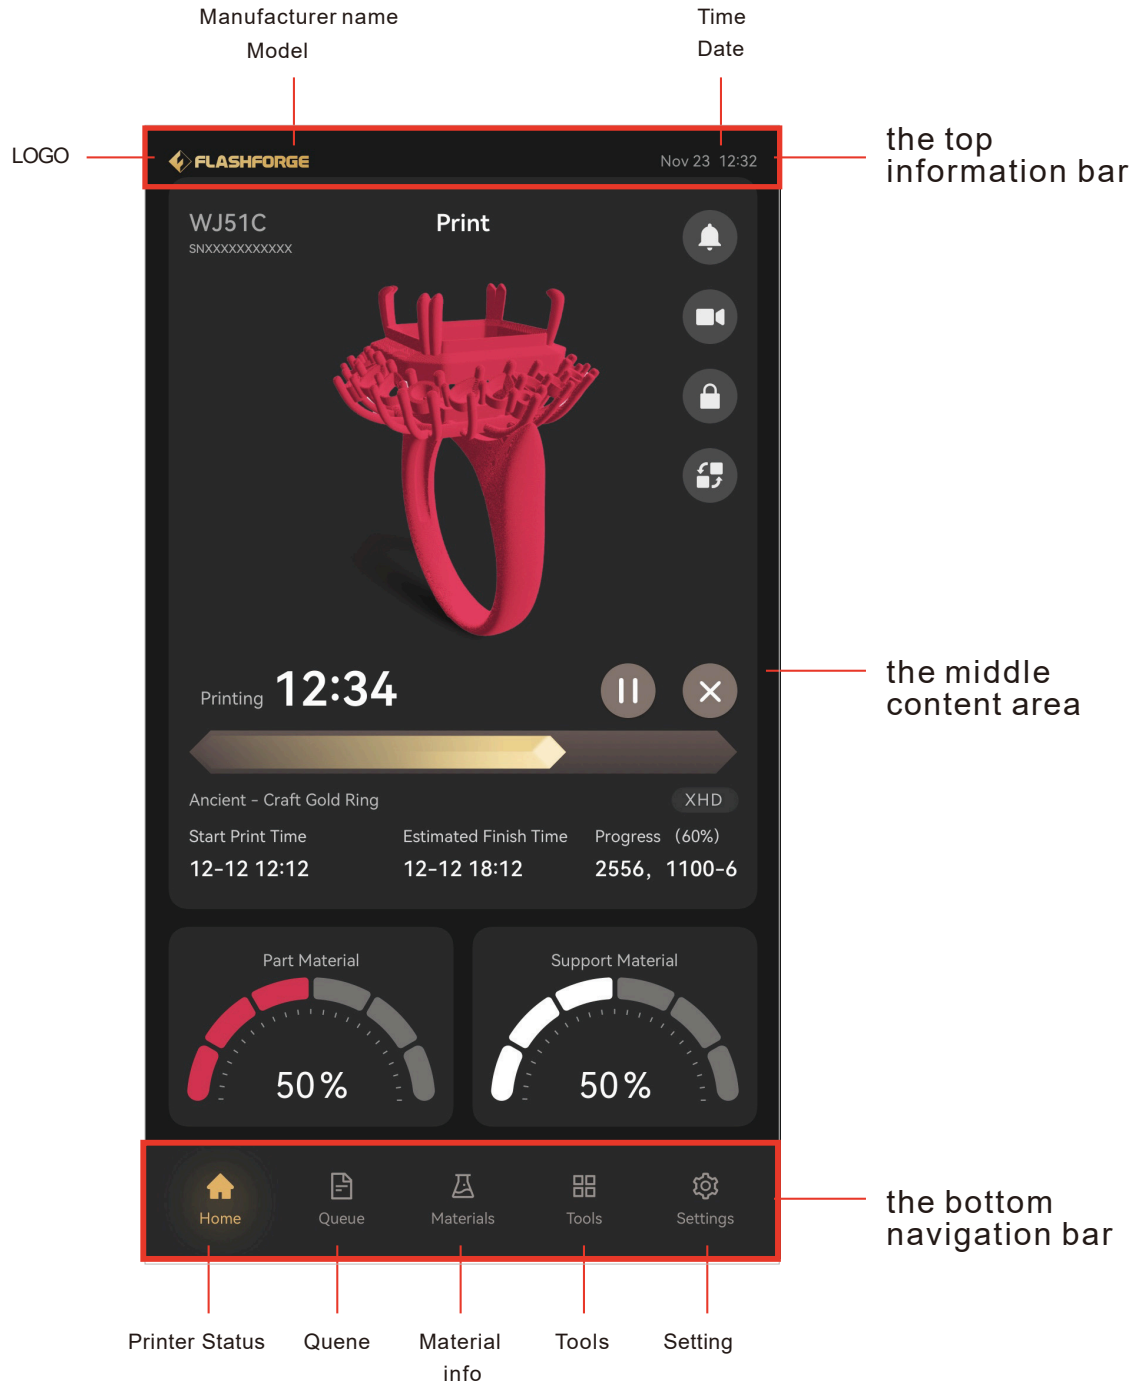 Manufacturer name
Model
Time
Date
LOGO
FLASHFORGE
Nov 23 12:32
the top
information bar
WJ51C
Print
SNXXXXXXXXXXX
Printing 12:34
the middle
content area
Ancient - Craft Gold Ring
XHD
Start Print Time
Estimated Finish Time
Progress （60%）
12-12 12:12
12-12 18:12
2556，1100-6
Part Material
Support Material
50%
50%
Home
Queue
Materials
Tools
Settings
the bottom
navigation bar
Printer Status
Quene
Material
info
Tools
Setting